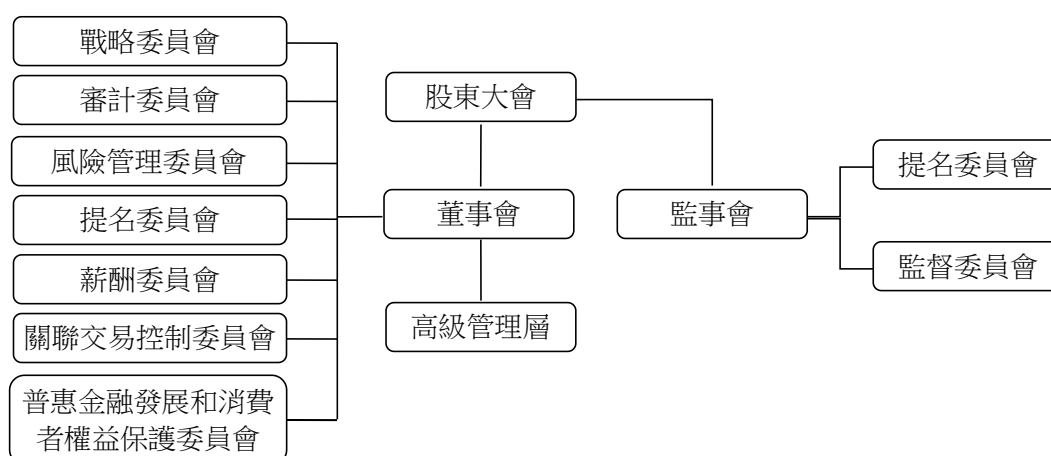 戰略委員會
審計委員會
風險管理委員會
提名委員會
薪酬委員會
關聯交易控制委員會
普惠金融發展和消費
者權益保護委員會
股東大會
董事會
高級管理層
監事會
提名委員會
監督委員會